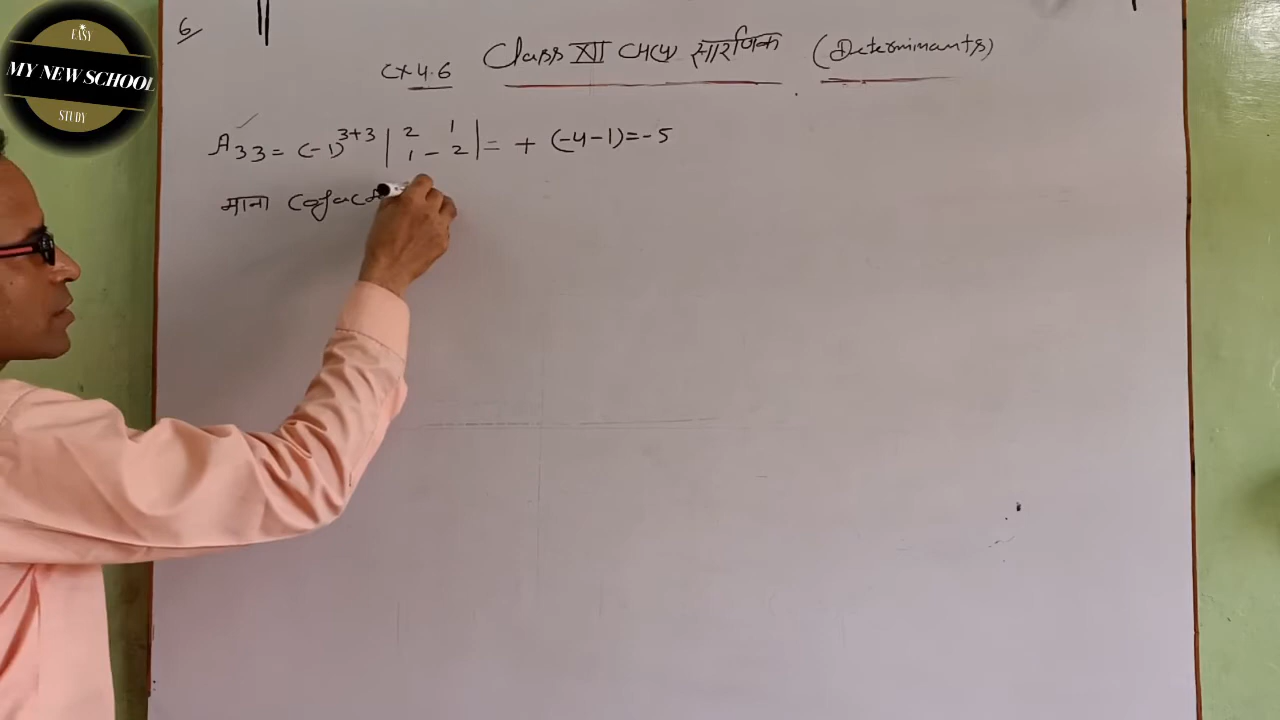 EASY
MY NEW SCHOOL
STUDY
6
Class XII गणित सारणिक (Determinants)
Ex 4.6
A33 = (-1)^3+3 | 2 1 | = + (-4-1) = -5
1 -2
माना Cofact